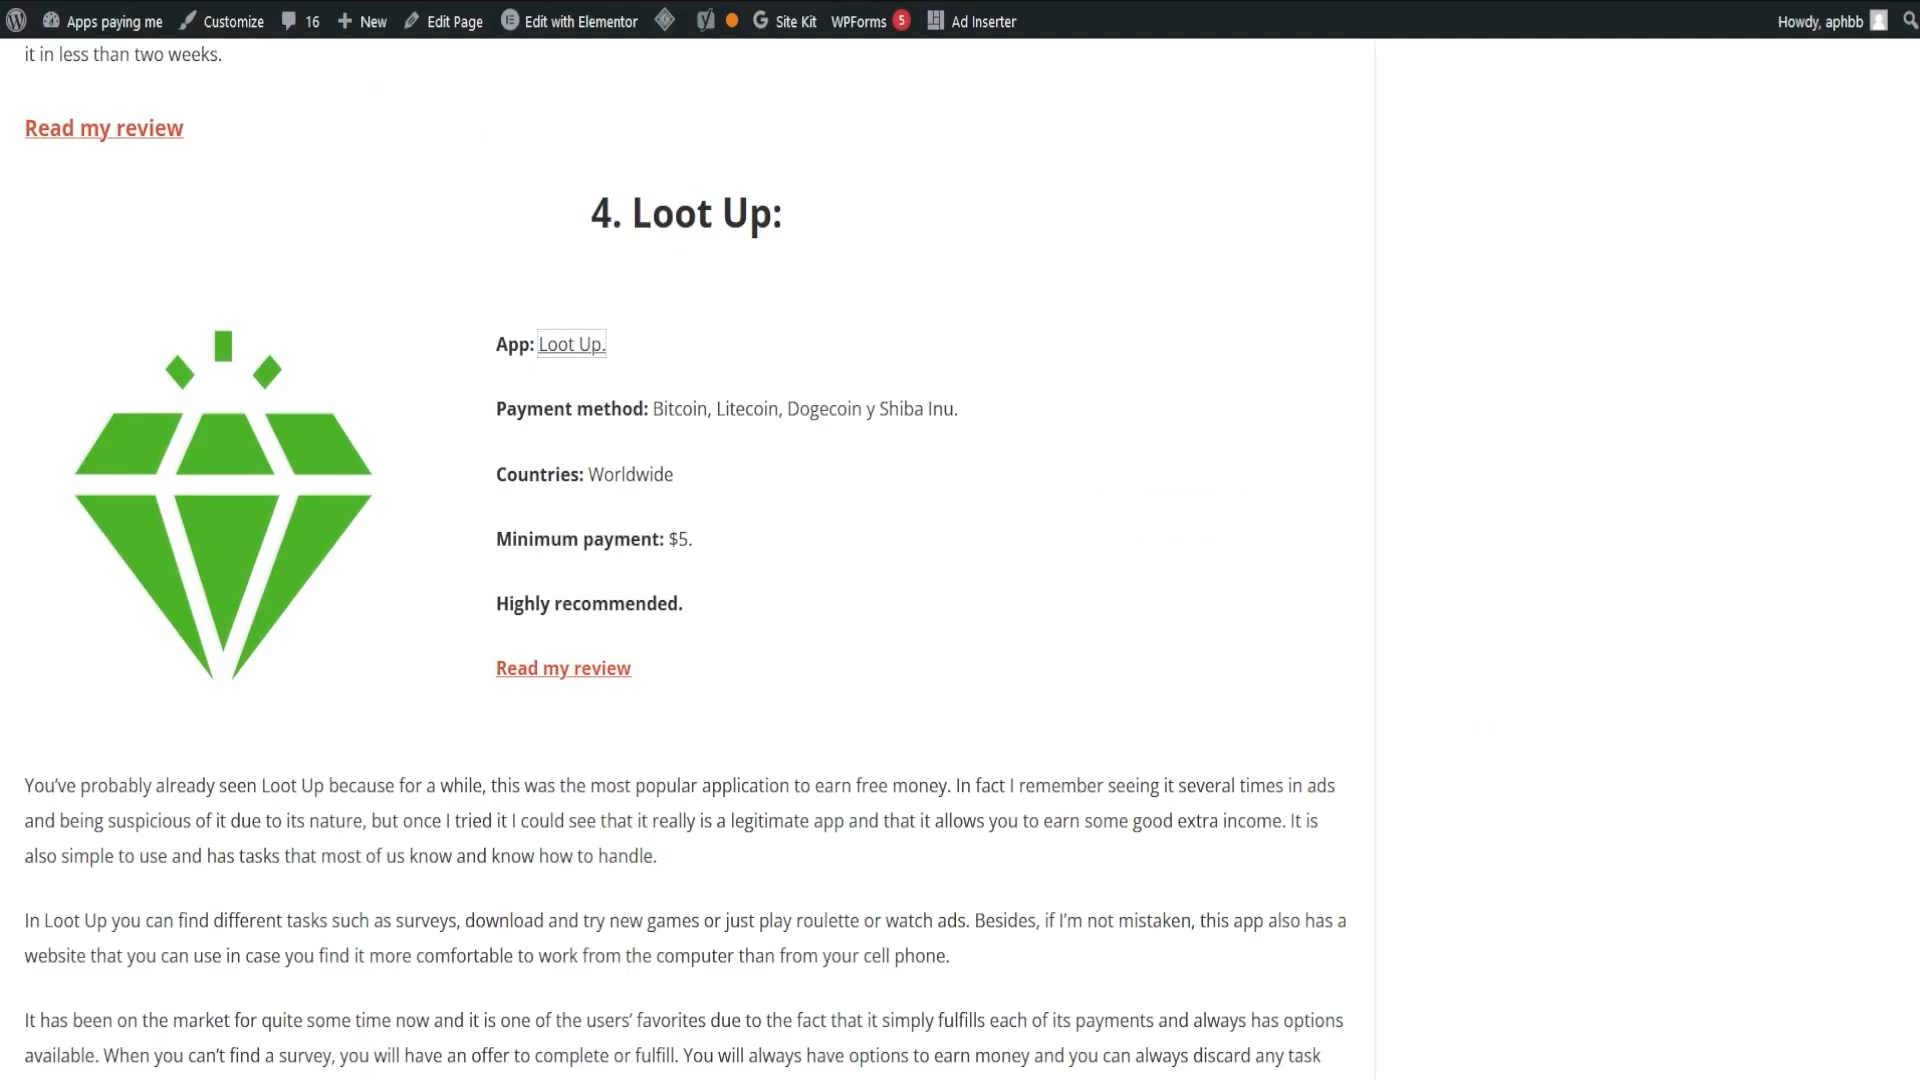 Apps paying me Customize 16 New Edit Page Edit with Elementor Site Kit WPForms 5 Ad Inserter Howdy, aphbb
it in less than two weeks.
Read my review
4. Loot Up:
App: Loot Up.
Payment method: Bitcoin, Litecoin, Dogecoin y Shiba Inu.
Countries: Worldwide
Minimum payment: $5.
Highly recommended.
Read my review
You’ve probably already seen Loot Up because for a while, this was the most popular application to earn free money. In fact I remember seeing it several times in ads
and being suspicious of it due to its nature, but once I tried it I could see that it really is a legitimate app and that it allows you to earn some good extra income. It is
also simple to use and has tasks that most of us know and know how to handle.
In Loot Up you can find different tasks such as surveys, download and try new games or just play roulette or watch ads. Besides, if I’m not mistaken, this app also has a
website that you can use in case you find it more comfortable to work from the computer than from your cell phone.
It has been on the market for quite some time now and it is one of the users’ favorites due to the fact that it simply fulfills each of its payments and always has options
available. When you can’t find a survey, you will have an offer to complete or fulfill. You will always have options to earn money and you can always discard any task